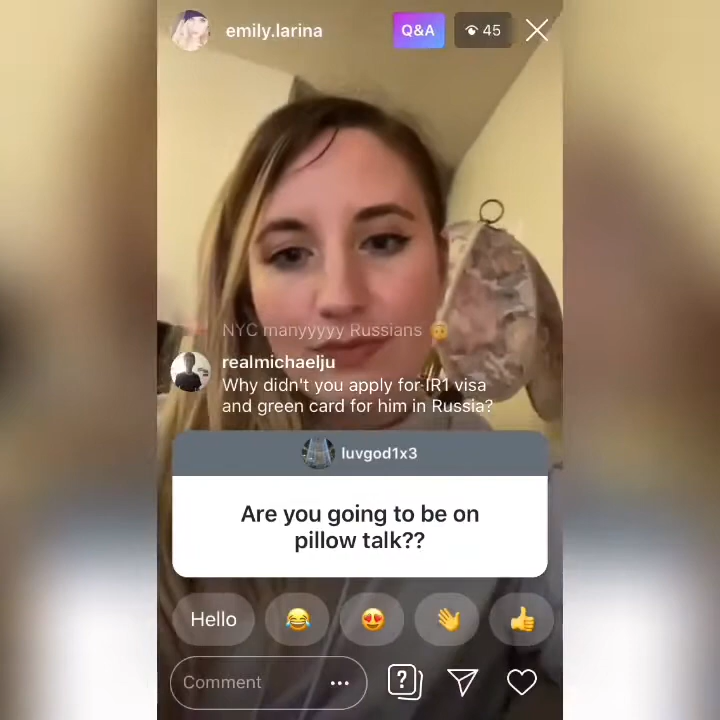 emily.larina
Q&A
45
NYC manyyyyy Russians
realmichaelju
Why didn't you apply for IR1 visa
and green card for him in Russia?
luvgod1x3
Are you going to be on
pillow talk??
Hello
Comment